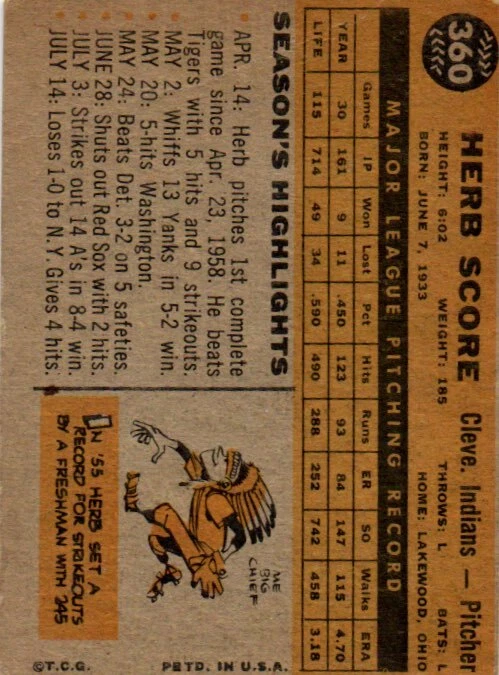 360
HERB SCORE Cleve. Indians — Pitcher
HEIGHT: 6:02 WEIGHT: 185 THROWS: L BATS: L
BORN: JUNE 7, 1933 HOME: LAKEWOOD, OHIO
MAJOR LEAGUE PITCHING RECORD
Games IP Won Lost Pct Hits Runs ER SO Walks ERA
YEAR 30 161 9 11 .450 123 93 84 147 115 4.70
LIFE 115 714 49 34 .590 490 288 252 742 458 3.18
SEASON'S HIGHLIGHTS
• APR. 14: Herb pitches 1st complete
game since Apr. 23, 1958. He beats
Tigers with 5 hits and 9 strikeouts.
• MAY 2: Whiffs 13 Yanks in 5-2 win.
• MAY 20: 5-hits Washington.
• MAY 24: Beats Det. 3-2 on 5 safeties.
• JUNE 28: Shuts out Red Sox with 2 hits.
• JULY 3: Strikes out 14 A's in 8-4 win.
• JULY 14: Loses 1-0 to N.Y. Gives 4 hits.
ME
BIG
CHIEF
IN '55 HERB SET A
RECORD FOR STRIKEOUTS
BY A FRESHMAN WITH 245
©T.C.G. PRTD. IN U.S.A.